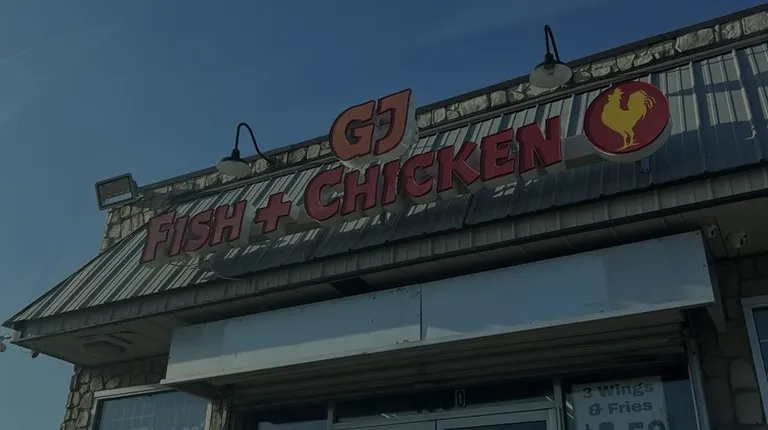 GJ
FISH + CHICKEN
3 Wings
& Fries